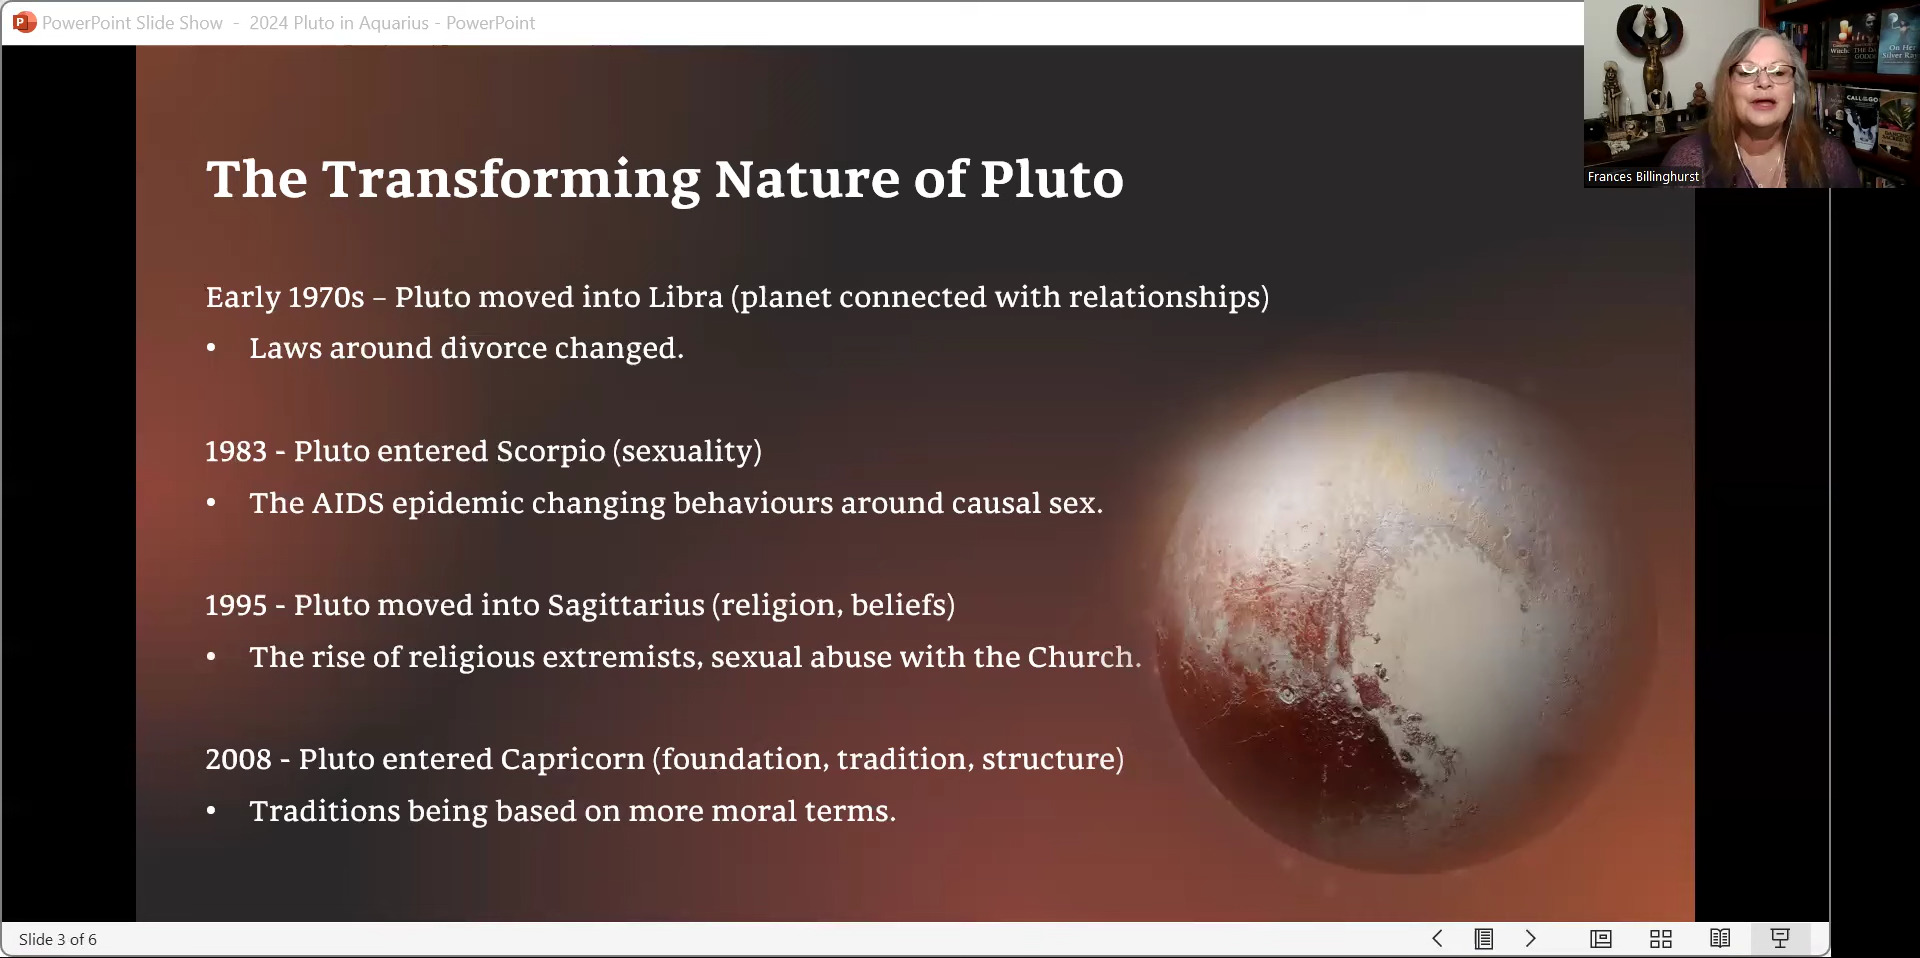 PowerPoint Slide Show - 2024 Pluto in Aquarius - PowerPoint
The Transforming Nature of Pluto
Early 1970s – Pluto moved into Libra (planet connected with relationships)
• Laws around divorce changed.
1983 - Pluto entered Scorpio (sexuality)
• The AIDS epidemic changing behaviours around causal sex.
1995 - Pluto moved into Sagittarius (religion, beliefs)
• The rise of religious extremists, sexual abuse with the Church.
2008 - Pluto entered Capricorn (foundation, tradition, structure)
• Traditions being based on more moral terms.
Frances Billinghurst
On Her
Silver Ray
Slide 3 of 6